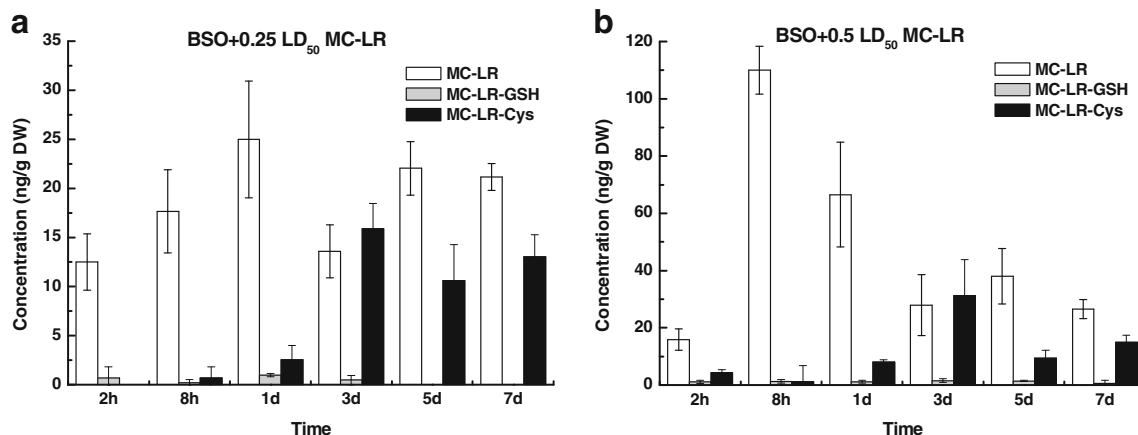 a
BSO+0.25 LD50 MC-LR
MC-LR
MC-LR-GSH
MC-LR-Cys
Concentration (ng/g DW)
35
30
25
20
15
10
5
0
2h 8h 1d 3d 5d 7d
Time
b
BSO+0.5 LD50 MC-LR
MC-LR
MC-LR-GSH
MC-LR-Cys
Concentration (ng/g DW)
120
100
80
60
40
20
0
2h 8h 1d 3d 5d 7d
Time